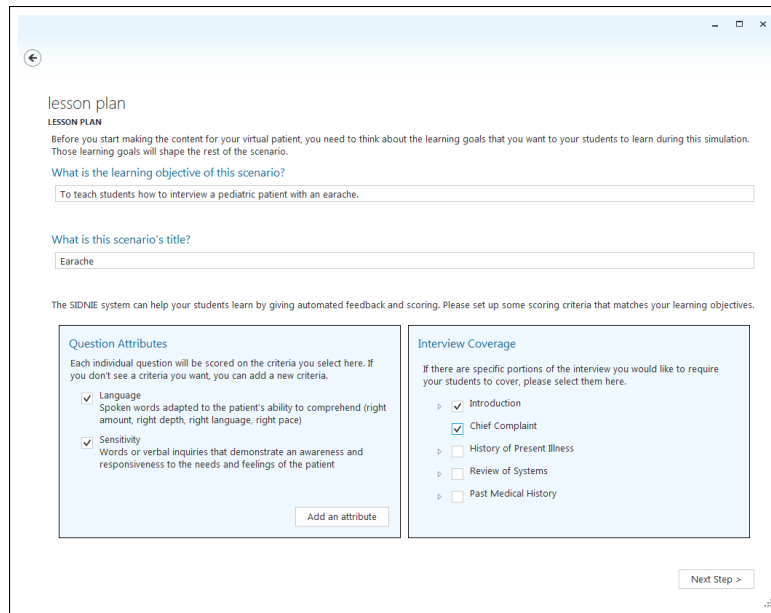 lesson plan
LESSON PLAN
Before you start making the content for your virtual patient, you need to think about the learning goals that you want to your students to learn during this simulation.
Those learning goals will shape the rest of the scenario.
What is the learning objective of this scenario?
To teach students how to interview a pediatric patient with an earache.
What is this scenario's title?
Earache
The SIDNIE system can help your students learn by giving automated feedback and scoring. Please set up some scoring criteria that matches your learning objectives.
Question Attributes
Each individual question will be scored on the criteria you select here. If
you don't see a criteria you want, you can add a new criteria.
Language
Spoken words adapted to the patient's ability to comprehend (right
amount, right depth, right language, right pace)
Sensitivity
Words or verbal inquiries that demonstrate an awareness and
responsiveness to the needs and feelings of the patient
Add an attribute
Interview Coverage
If there are specific portions of the interview you would like to require
your students to cover, please select them here.
Introduction
Chief Complaint
History of Present Illness
Review of Systems
Past Medical History
Next Step >